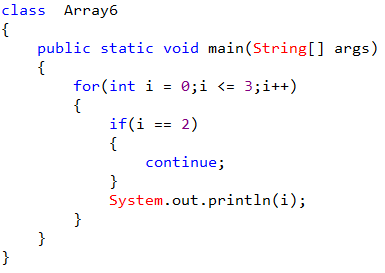 class  Array6
{
    public static void main(String[] args)
    {
        for(int i = 0;i <= 3;i++)
        {
            if(i == 2)
            {
                continue;
            }
            System.out.println(i);
        }
    }
}